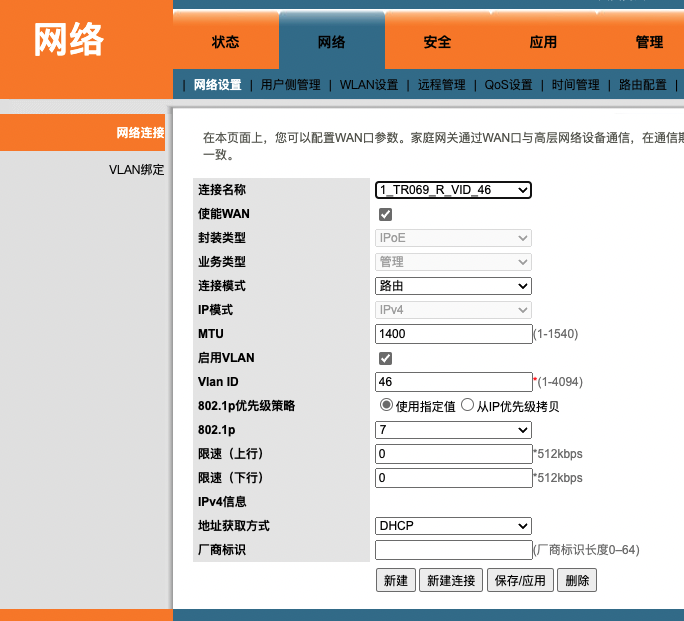 网络
状态 网络 安全 应用 管理
| 网络设置 | 用户侧管理 | WLAN设置 | 远程管理 | QoS设置 | 时间管理 | 路由配置 |
网络连接
VLAN绑定
在本页面上，您可以配置WAN口参数。家庭网关通过WAN口与高层网络设备通信，在通信期
一致。
连接名称 1_TR069_R_VID_46
使能WAN
封装类型 IPoE
业务类型 管理
连接模式 路由
IP模式 IPv4
MTU 1400 (1-1540)
启用VLAN
Vlan ID 46 *(1-4094)
802.1p优先级策略 使用指定值 从IP优先级拷贝
802.1p 7
限速（上行） 0 *512kbps
限速（下行） 0 *512kbps
IPv4信息
地址获取方式 DHCP
厂商标识 (厂商标识长度0–64)
新建 新建连接 保存/应用 删除